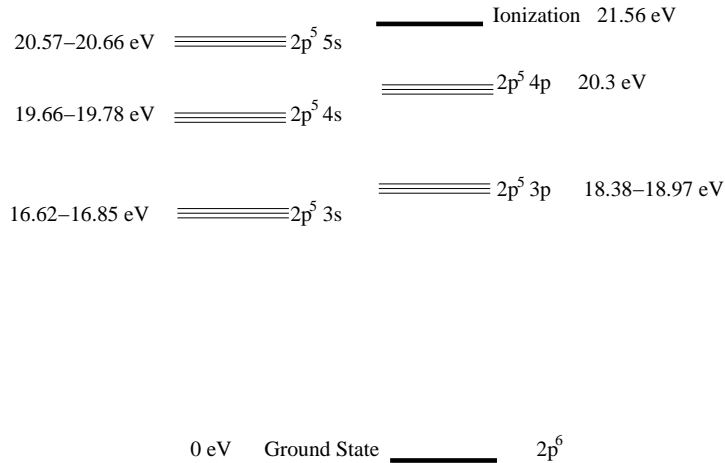 Ionization 21.56 eV
20.57–20.66 eV 2p⁵ 5s
2p⁵ 4p 20.3 eV
19.66–19.78 eV 2p⁵ 4s
2p⁵ 3p 18.38–18.97 eV
16.62–16.85 eV 2p⁵ 3s
0 eV Ground State 2p⁶